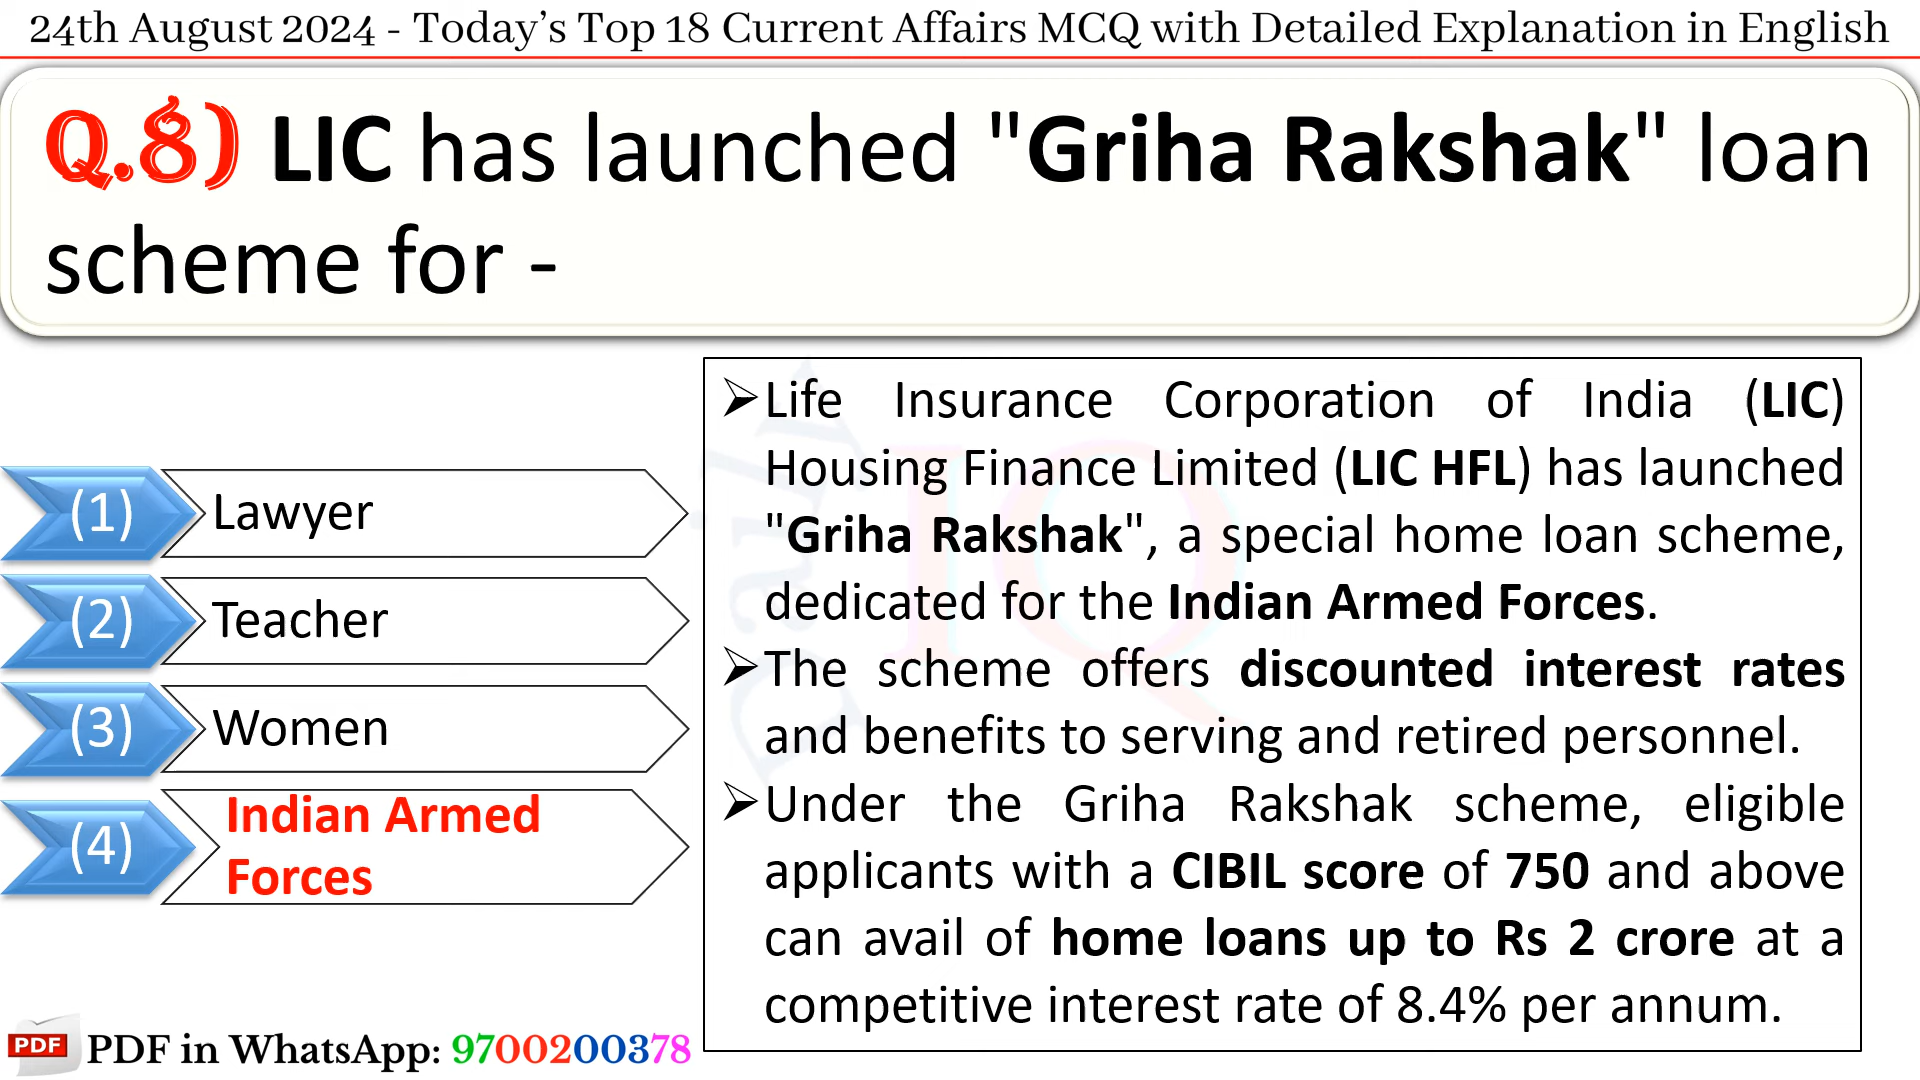 24th August 2024 - Today’s Top 18 Current Affairs MCQ with Detailed Explanation in English
Q.8) LIC has launched "Griha Rakshak" loan
scheme for -
(1) Lawyer
(2) Teacher
(3) Women
(4) Indian Armed
Forces
➢Life Insurance Corporation of India (LIC)
Housing Finance Limited (LIC HFL) has launched
"Griha Rakshak", a special home loan scheme,
dedicated for the Indian Armed Forces.
➢The scheme offers discounted interest rates
and benefits to serving and retired personnel.
➢Under the Griha Rakshak scheme, eligible
applicants with a CIBIL score of 750 and above
can avail of home loans up to Rs 2 crore at a
competitive interest rate of 8.4% per annum.
Daily
IQ
PDF
PDF in WhatsApp: 9700200378